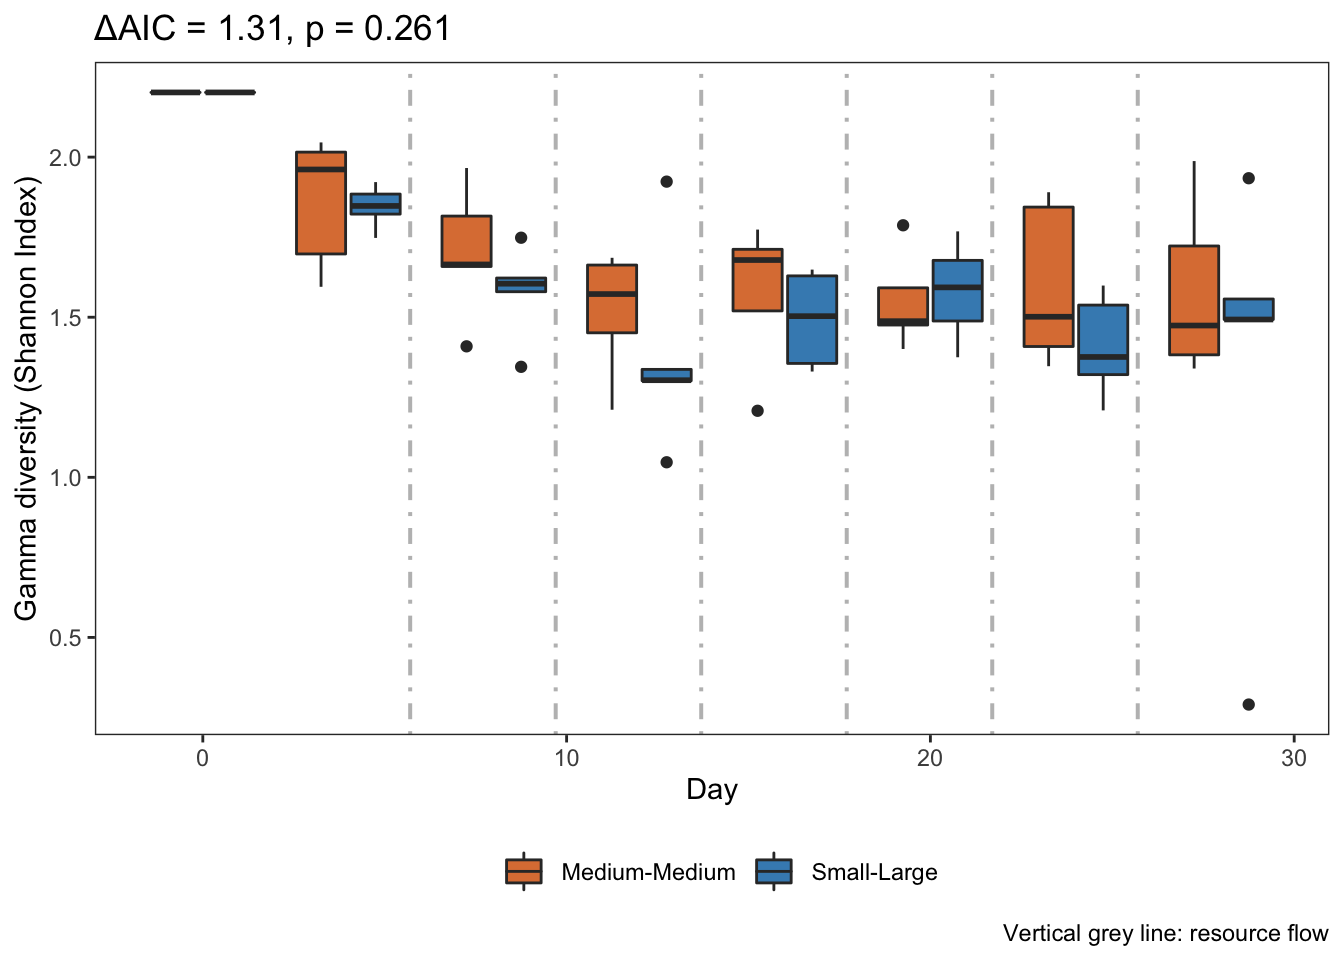 ΔAIC = 1.31, p = 0.261
Gamma diversity (Shannon Index)
2.0
1.5
1.0
0.5
0 10 20 30
Day
Medium-Medium Small-Large
Vertical grey line: resource flow